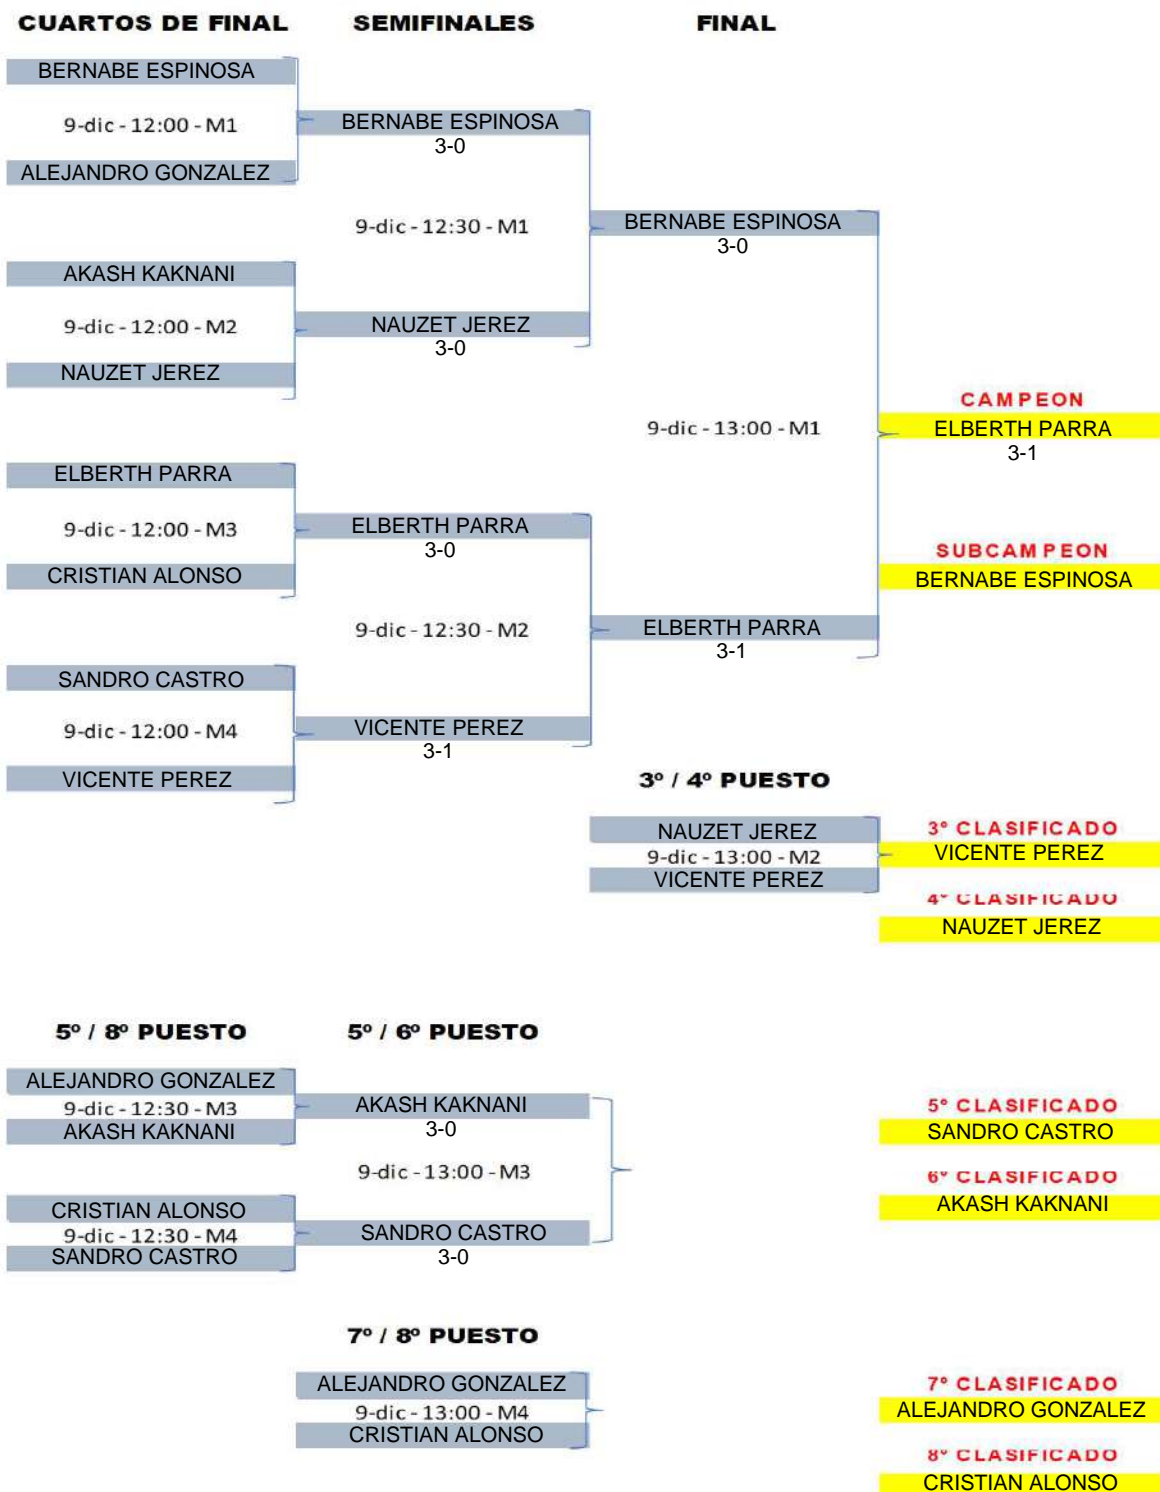 CUARTOS DE FINAL SEMIFINALES FINAL
BERNABE ESPINOSA
9-dic - 12:00 - M1 BERNABE ESPINOSA
3-0
ALEJANDRO GONZALEZ
9-dic - 12:30 - M1 BERNABE ESPINOSA
3-0
AKASH KAKNANI
9-dic - 12:00 - M2 NAUZET JEREZ
3-0
NAUZET JEREZ
CAMPEON
9-dic - 13:00 - M1 ELBERTH PARRA
3-1
ELBERTH PARRA
9-dic - 12:00 - M3 ELBERTH PARRA
3-0
SUBCAMPEON
CRISTIAN ALONSO BERNABE ESPINOSA
9-dic - 12:30 - M2 ELBERTH PARRA
3-1
SANDRO CASTRO
9-dic - 12:00 - M4 VICENTE PEREZ
3-1
VICENTE PEREZ 3º / 4º PUESTO
NAUZET JEREZ 3º CLASIFICADO
9-dic - 13:00 - M2 VICENTE PEREZ
VICENTE PEREZ
4º CLASIFICADO
NAUZET JEREZ
5º / 8º PUESTO 5º / 6º PUESTO
ALEJANDRO GONZALEZ
9-dic - 12:30 - M3 AKASH KAKNANI 5º CLASIFICADO
AKASH KAKNANI 3-0 SANDRO CASTRO
9-dic - 13:00 - M3 6º CLASIFICADO
CRISTIAN ALONSO AKASH KAKNANI
9-dic - 12:30 - M4 SANDRO CASTRO
SANDRO CASTRO 3-0
7º / 8º PUESTO
ALEJANDRO GONZALEZ 7º CLASIFICADO
9-dic - 13:00 - M4 ALEJANDRO GONZALEZ
CRISTIAN ALONSO
8º CLASIFICADO
CRISTIAN ALONSO